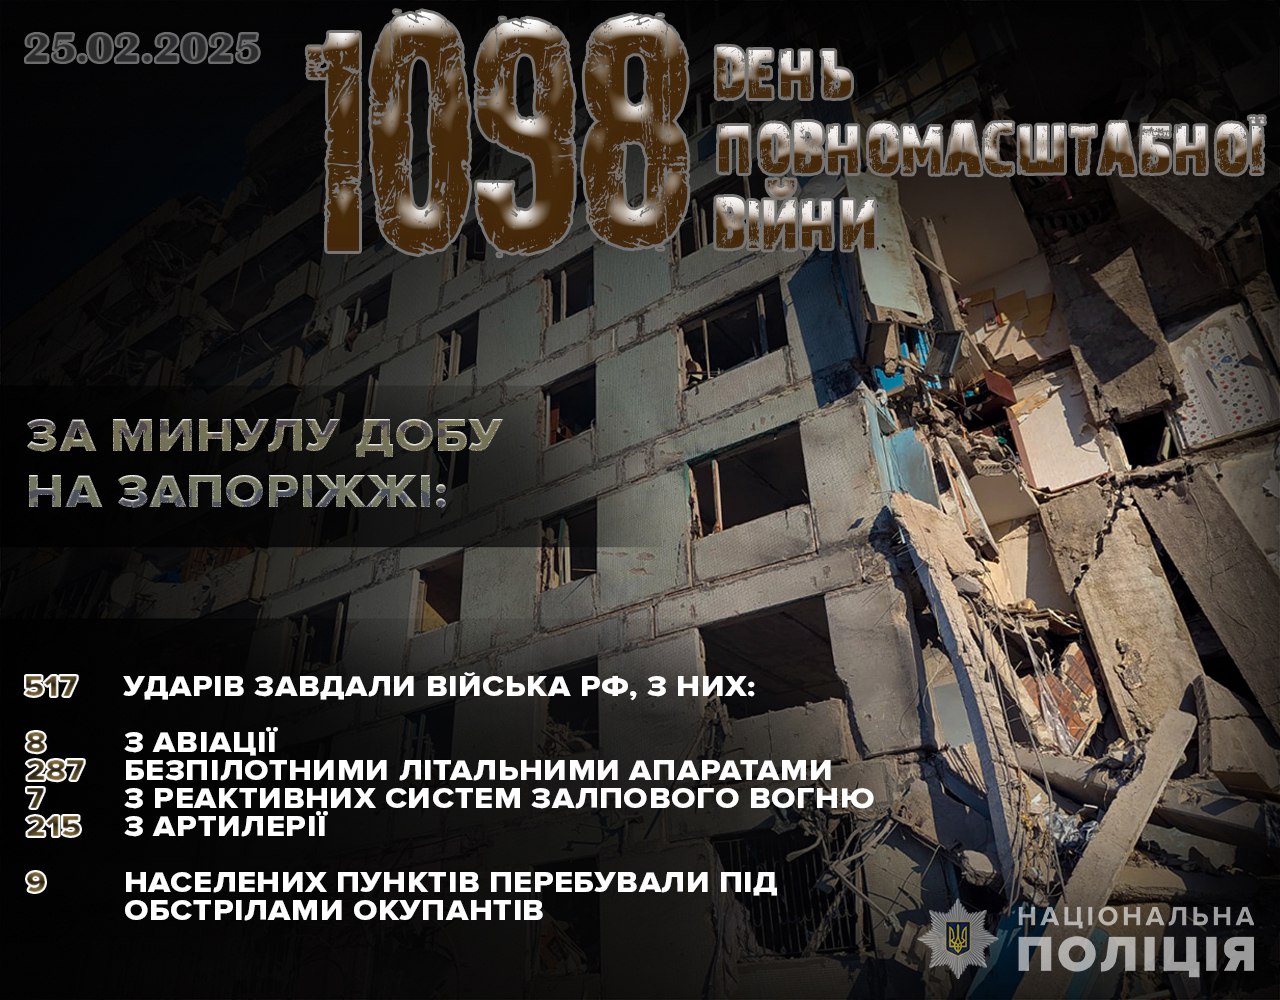 25.02.2025
1098
ДЕНЬ
ПОВНОМАСШТАБНОЇ
ВІЙНИ
ЗА МИНУЛУ ДОБУ
НА ЗАПОРІЖЖІ:
517 УДАРІВ ЗАВДАЛИ ВІЙСЬКА РФ, З НИХ:
8 З АВІАЦІЇ
287 БЕЗПІЛОТНИМИ ЛІТАЛЬНИМИ АПАРАТАМИ
7 З РЕАКТИВНИХ СИСТЕМ ЗАЛПОВОГО ВОГНЮ
215 З АРТИЛЕРІЇ
9 НАСЕЛЕНИХ ПУНКТІВ ПЕРЕБУВАЛИ ПІД
ОБСТРІЛАМИ ОКУПАНТІВ
НАЦІОНАЛЬНА
ПОЛІЦІЯ